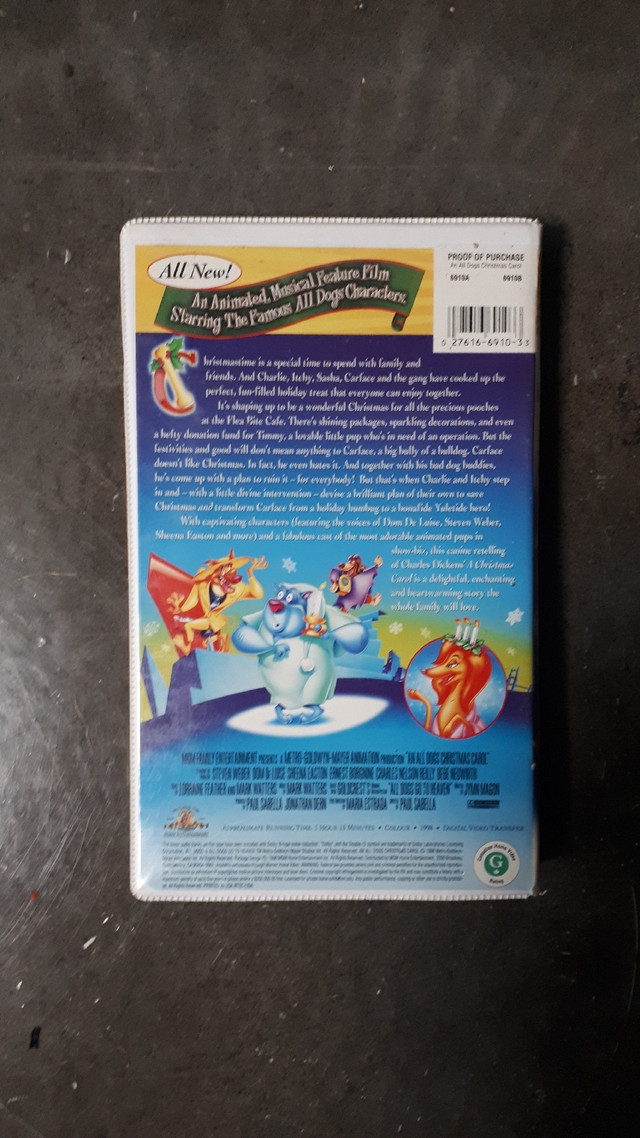 All New!
An Animated, Musical Feature Film
Starring The Famous All Dogs Characters.
PROOF OF PURCHASE
An All Dogs Christmas Carol
6910A 6910B
0 27616-6910-3 3
Christmastime is a special time to spend with family and
friends. And Charlie, Itchy, Sasha, Carface and the gang have cooked up the
perfect, fun-filled holiday treat that everyone can enjoy together.
It's shaping up to be a wonderful Christmas for all the precious pooches
at the Flea Bite Cafe. There's shining packages, sparkling decorations, and even
a hefty donation fund for Timmy, a lovable little pup who's in need of an operation. But the
festivities and good will don't mean anything to Carface, a big bully of a bulldog. Carface
doesn't like Christmas. In fact, he even hates it. And together with his bad dog buddies,
he's come up with a plan to ruin it – for everybody! But that's when Charlie and Itchy step
in and – with a little divine intervention – devise a brilliant plan of their own to save
Christmas and transform Carface from a holiday humbug to a bonafide Yuletide hero!
With captivating characters (featuring the voices of Dom De Luise, Steven Weber,
Sheena Easton and more) and a fabulous cast of the most adorable animated pups in
show-biz, this canine retelling
of Charles Dickens' A Christmas
Carol is a delightful, enchanting
and heartwarming story the
whole family will love.
MGM FAMILY ENTERTAINMENT PRESENTS A METRO-GOLDWYN-MAYER ANIMATION PRODUCTION "AN ALL DOGS CHRISTMAS CAROL"
STEVEN WEBER DOM De LUISE SHEENA EASTON ERNEST BORGNINE CHARLES NELSON REILLY BEBE NEUWIRTH
LORRAINE FEATHER AND MARK WATTERS MARK WATTERS GOLDCREST'S "ALL DOGS GO TO HEAVEN" JYMN MAGON
PAUL SABELLA JONATHAN DERN MARIA ESTRADA PAUL SABELLA
APPROXIMATE RUNNING TIME: 1 HOUR 15 MINUTES • COLOUR • 1998 • DIGITAL VIDEO TRANSFER
G